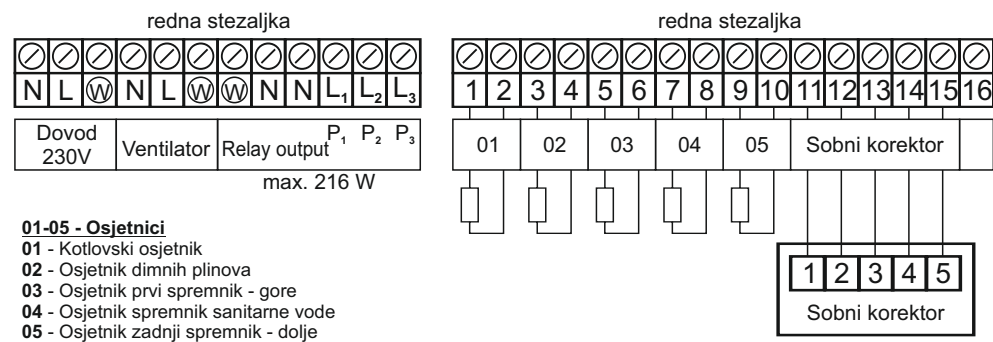 redna stezaljka
N L W N L W W N N L₁ L₂ L₃
Dovod 230V Ventilator Relay output P₁ P₂ P₃
max. 216 W
01-05 - Osjetnici
01 - Kotlovski osjetnik
02 - Osjetnik dimnih plinova
03 - Osjetnik prvi spremnik - gore
04 - Osjetnik spremnik sanitarne vode
05 - Osjetnik zadnji spremnik - dolje
redna stezaljka
1 2 3 4 5 6 7 8 9 10 11 12 13 14 15 16
01 02 03 04 05 Sobni korektor
1 2 3 4 5
Sobni korektor